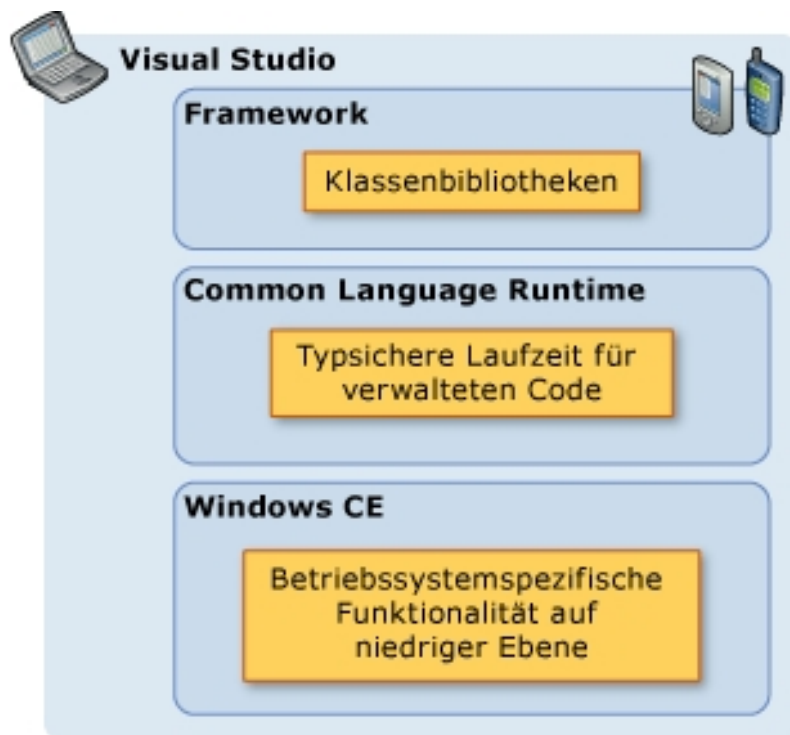 Visual Studio
Framework
Klassenbibliotheken
Common Language Runtime
Typsichere Laufzeit für
verwalteten Code
Windows CE
Betriebssystemspezifische
Funktionalität auf
niedriger Ebene